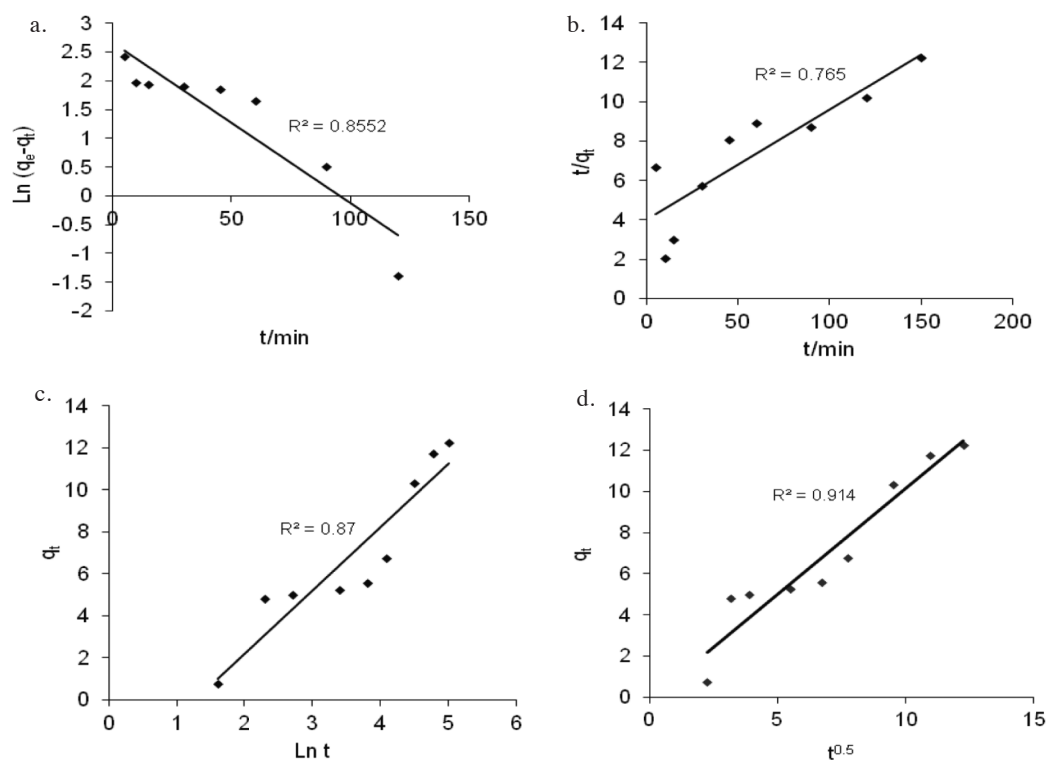 a.
3
2.5
2
1.5
1
0.5
0
-0.5
-1
-1.5
-2
0 50 100 150
Ln (qe-qt)
R² = 0.8552
t/min
b.
14
12
10
8
6
4
2
0
0 50 100 150 200
t/qt
R² = 0.765
t/min
c.
14
12
10
8
6
4
2
0
0 1 2 3 4 5 6
qt
R² = 0.87
Ln t
d.
14
12
10
8
6
4
2
0
0 5 10 15
qt
R² = 0.914
t0.5